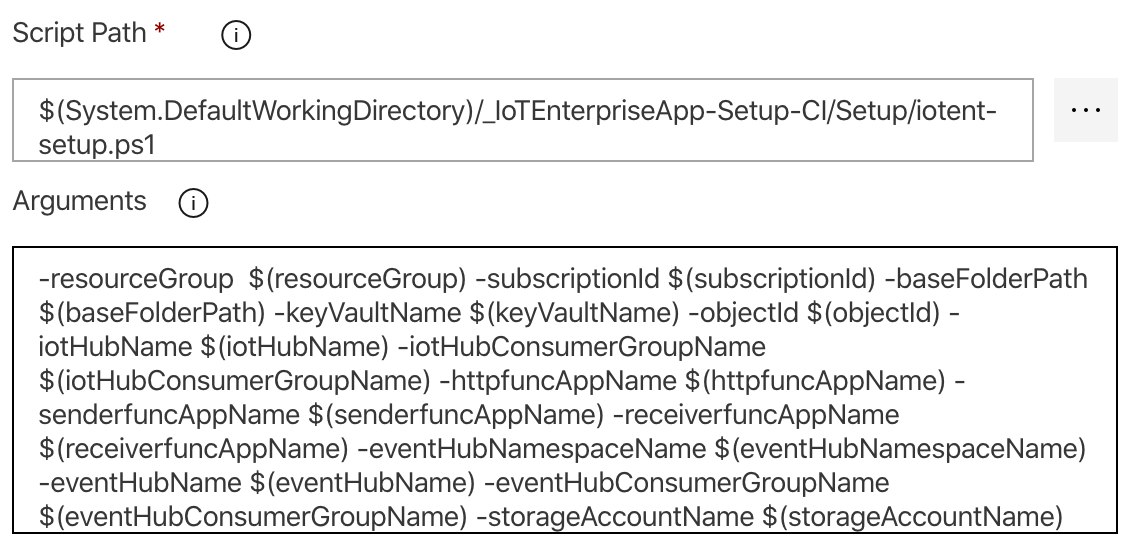 Script Path *
$(System.DefaultWorkingDirectory)/_IoTEnterpriseApp-Setup-CI/Setup/iotent-
setup.ps1
...
Arguments
-resourceGroup  $(resourceGroup) -subscriptionId $(subscriptionId) -baseFolderPath
$(baseFolderPath) -keyVaultName $(keyVaultName) -objectId $(objectId) -
iotHubName $(iotHubName) -iotHubConsumerGroupName
$(iotHubConsumerGroupName) -httpfuncAppName $(httpfuncAppName) -
senderfuncAppName $(senderfuncAppName) -receiverfuncAppName
$(receiverfuncAppName) -eventHubNamespaceName $(eventHubNamespaceName)
-eventHubName $(eventHubName) -eventHubConsumerGroupName
$(eventHubConsumerGroupName) -storageAccountName $(storageAccountName)